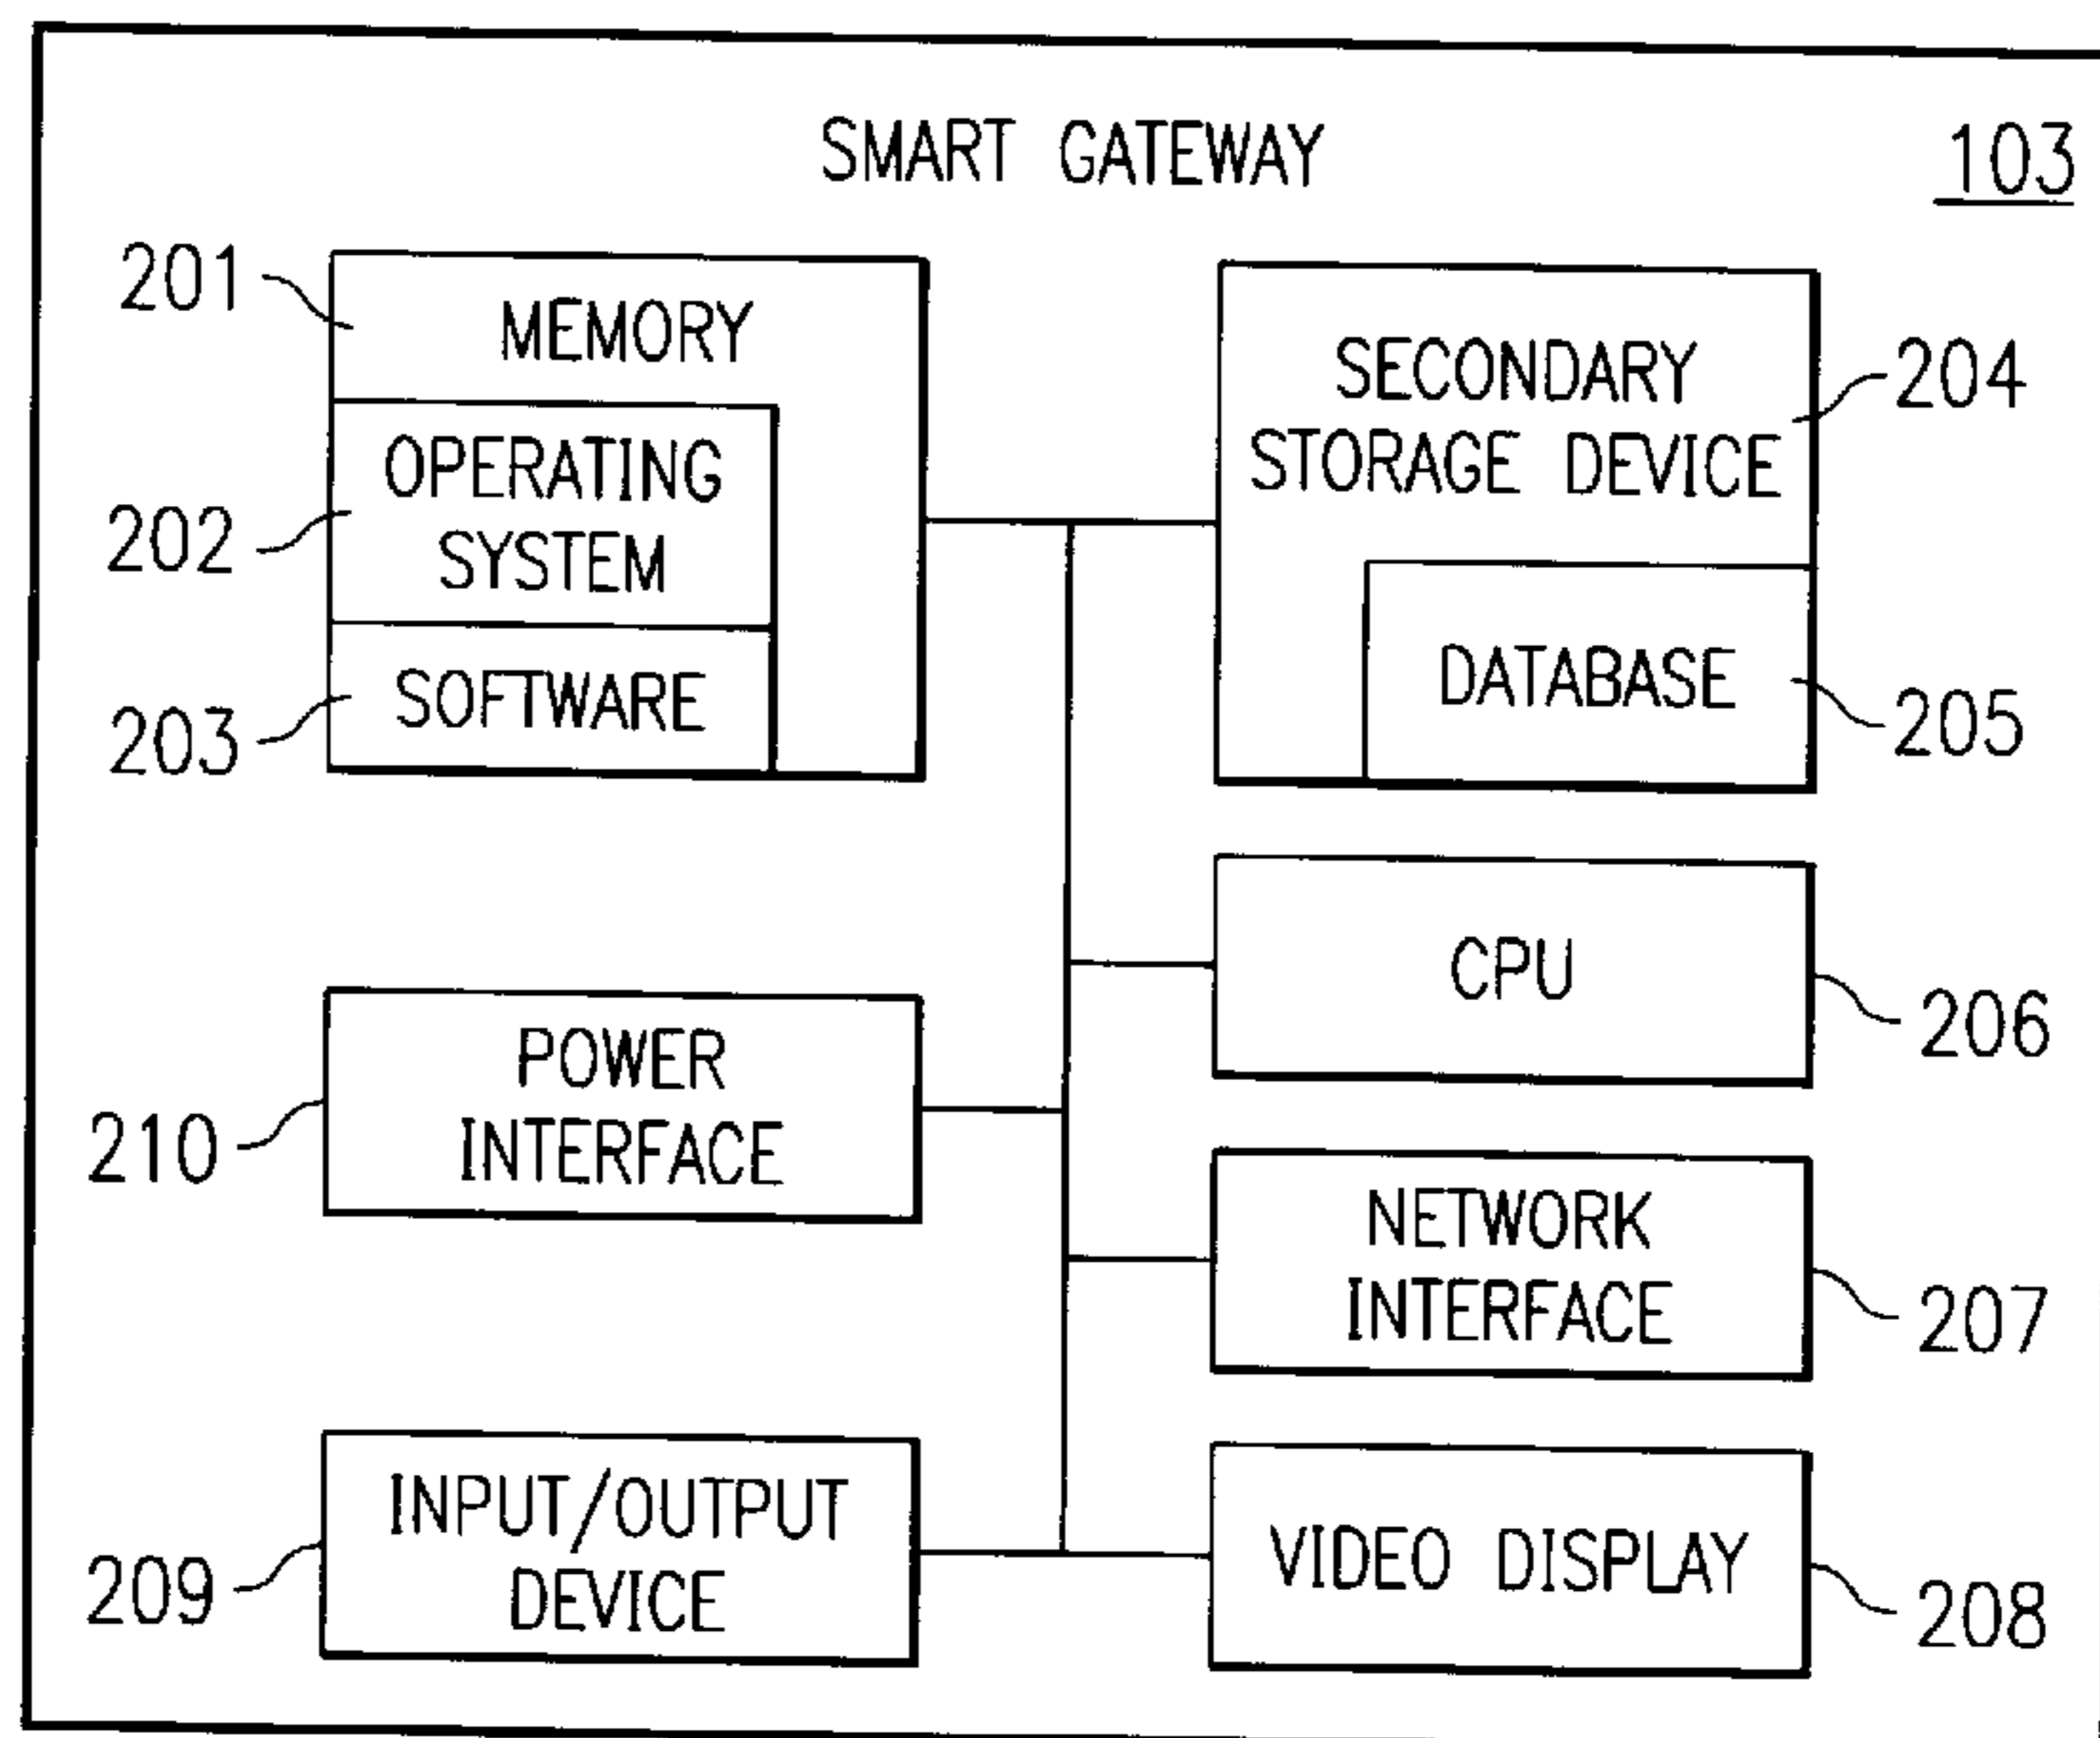 SMART GATEWAY
103
201
MEMORY
OPERATING
SYSTEM
202
SOFTWARE
203
SECONDARY
STORAGE DEVICE
204
DATABASE
205
CPU
206
POWER
INTERFACE
210
NETWORK
INTERFACE
207
INPUT/OUTPUT
DEVICE
209
VIDEO DISPLAY
208